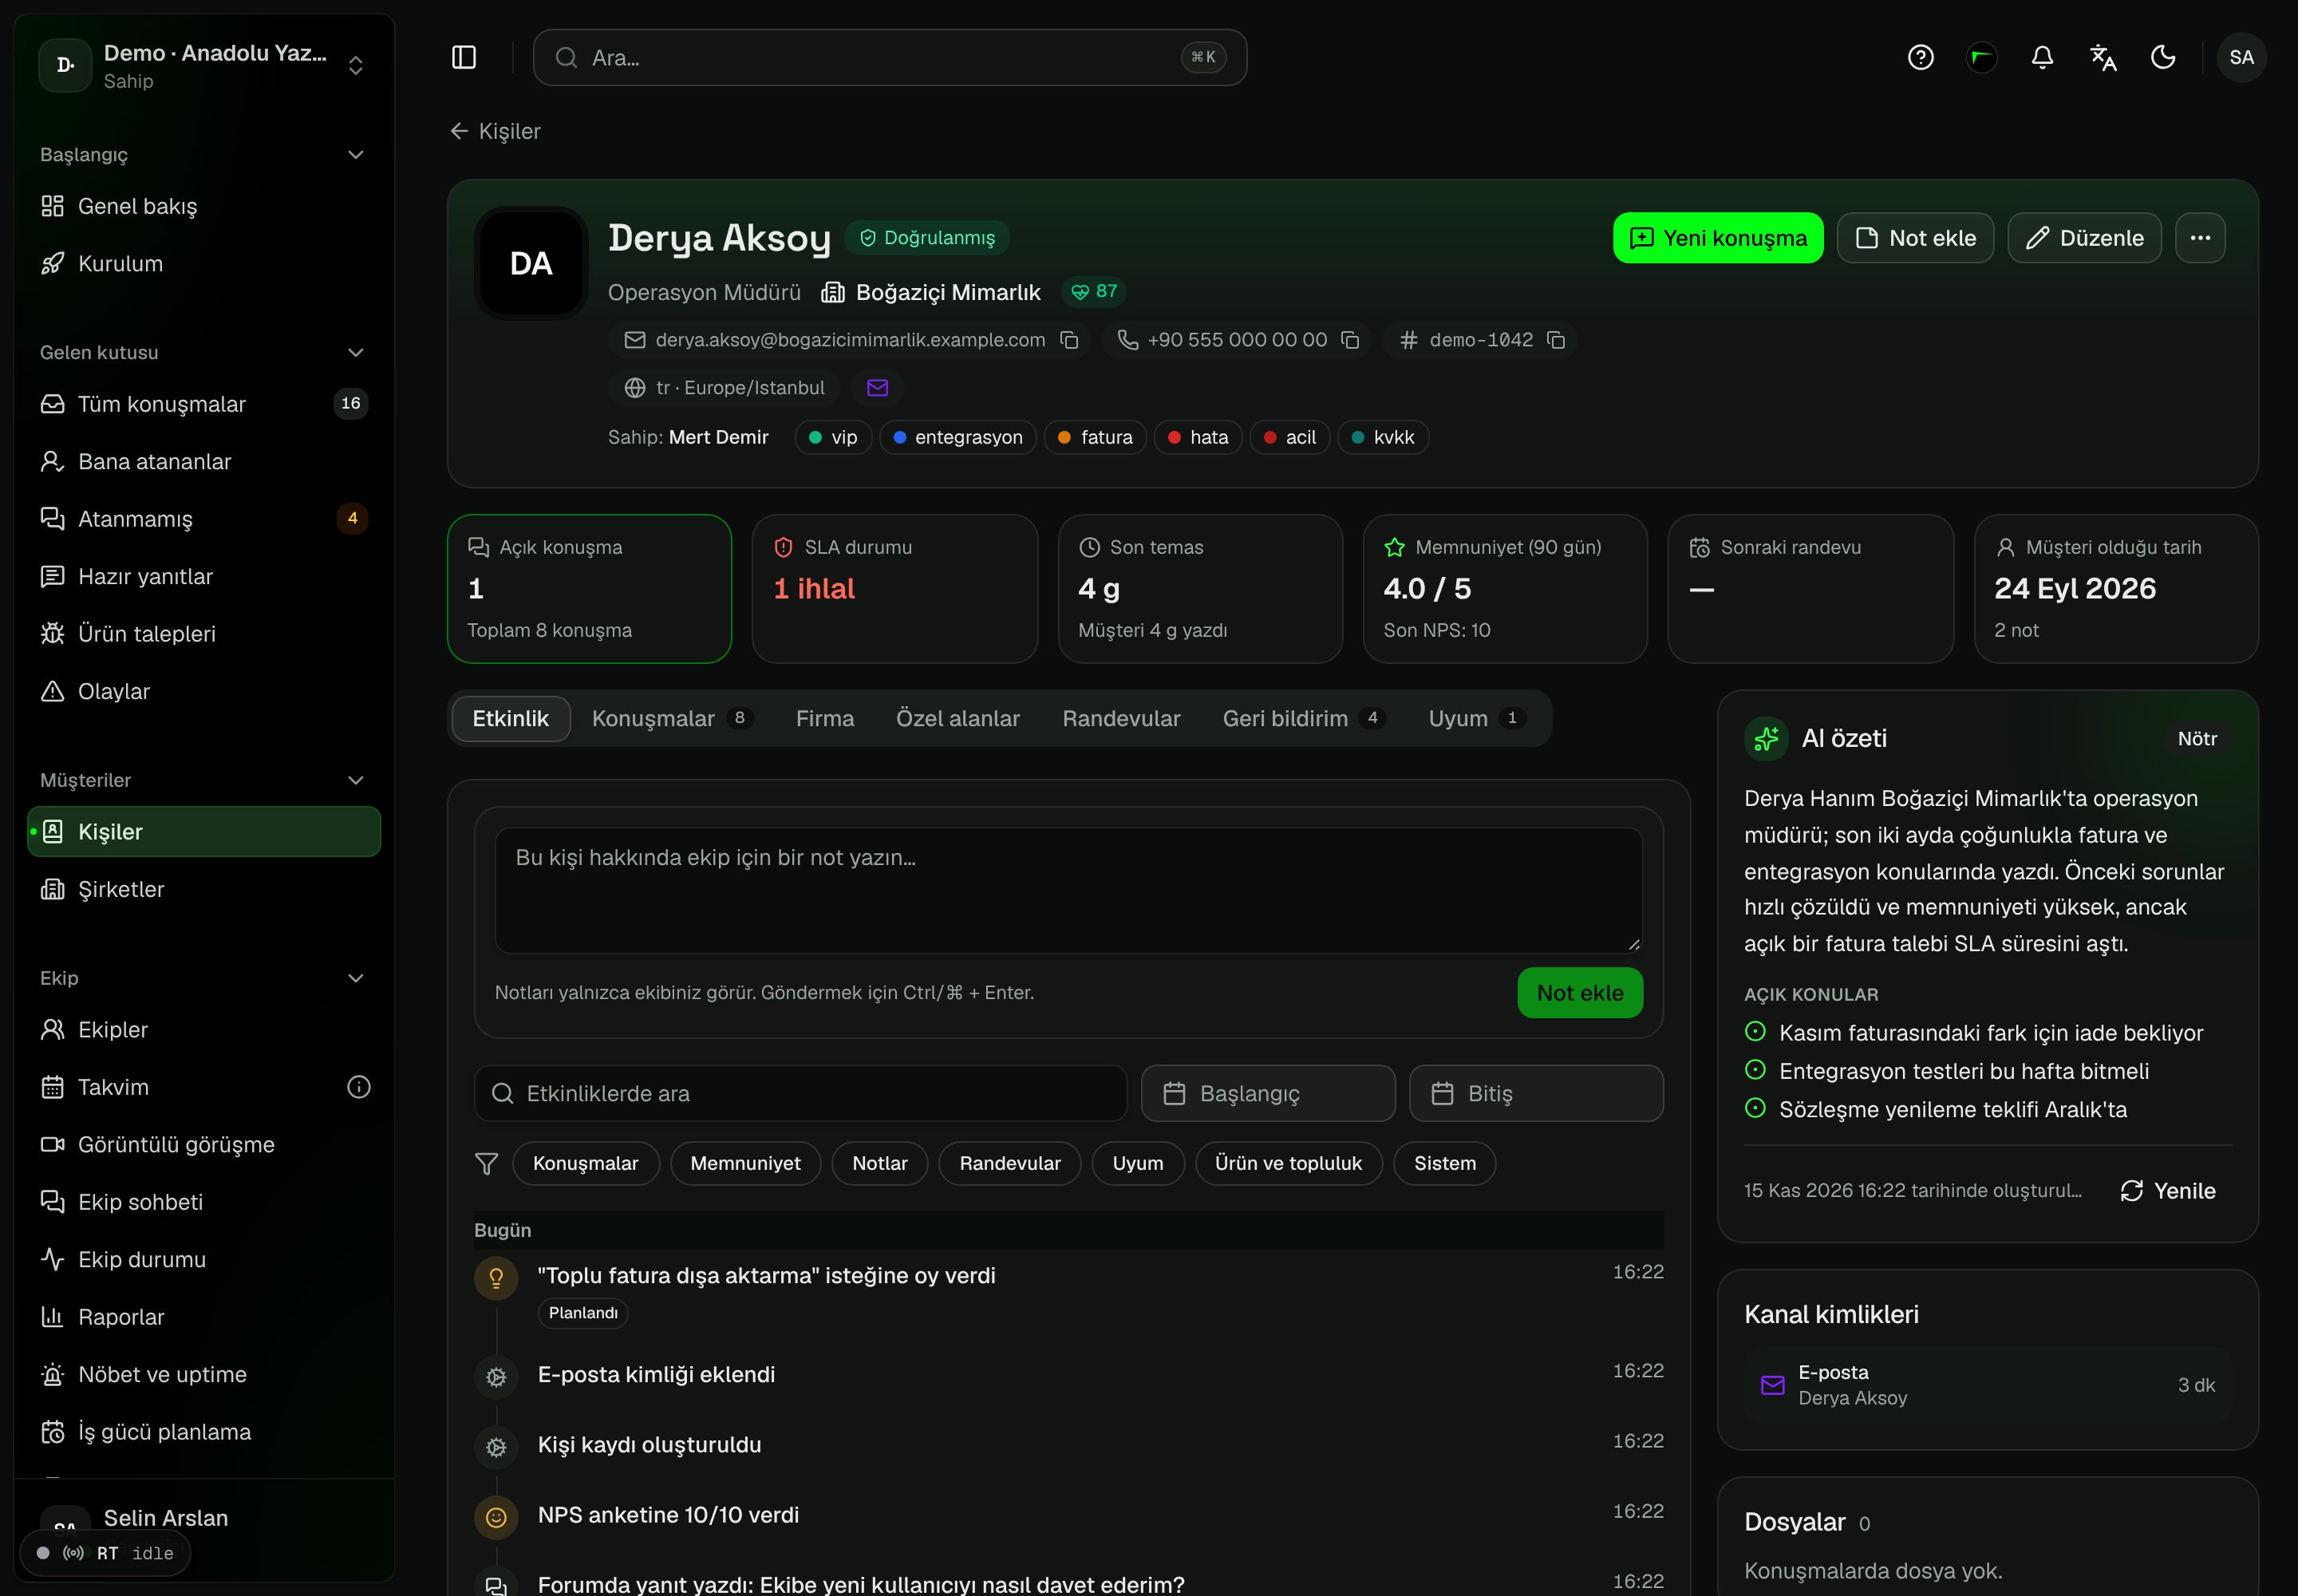 D·
Demo · Anadolu Yaz...
Sahip
Başlangıç
Genel bakış
Kurulum
Gelen kutusu
Tüm konuşmalar 16
Bana atananlar
Atanmamış 4
Hazır yanıtlar
Ürün talepleri
Olaylar
Müşteriler
Kişiler
Şirketler
Ekip
Ekipler
Takvim
Görüntülü görüşme
Ekip sohbeti
Ekip durumu
Raporlar
Nöbet ve uptime
İş gücü planlama
Selin Arslan
RT idle
Ara... ⌘K
SA
← Kişiler
DA
Derya Aksoy Doğrulanmış
Yeni konuşma Not ekle Düzenle ...
Operasyon Müdürü Boğaziçi Mimarlık 87
derya.aksoy@bogazicimimarlik.example.com +90 555 000 00 00 # demo-1042
tr · Europe/Istanbul
Sahip: Mert Demir vip entegrasyon fatura hata acil kvkk
Açık konuşma
1
Toplam 8 konuşma
SLA durumu
1 ihlal
Son temas
4 g
Müşteri 4 g yazdı
Memnuniyet (90 gün)
4.0 / 5
Son NPS: 10
Sonraki randevu
—
Müşteri olduğu tarih
24 Eyl 2026
2 not
Etkinlik Konuşmalar 8 Firma Özel alanlar Randevular Geri bildirim 4 Uyum 1
Bu kişi hakkında ekip için bir not yazın...
Notları yalnızca ekibiniz görür. Göndermek için Ctrl/⌘ + Enter.
Not ekle
Etkinliklerde ara Başlangıç Bitiş
Konuşmalar Memnuniyet Notlar Randevular Uyum Ürün ve topluluk Sistem
Bugün
"Toplu fatura dışa aktarma" isteğine oy verdi 16:22
Planlandı
E-posta kimliği eklendi 16:22
Kişi kaydı oluşturuldu 16:22
NPS anketine 10/10 verdi 16:22
Forumda yanıt yazdı: Ekibe yeni kullanıcıyı nasıl davet ederim? 16:22
AI özeti Nötr
Derya Hanım Boğaziçi Mimarlık'ta operasyon
müdürü; son iki ayda çoğunlukla fatura ve
entegrasyon konularında yazdı. Önceki sorunlar
hızlı çözüldü ve memnuniyeti yüksek, ancak
açık bir fatura talebi SLA süresini aştı.
AÇIK KONULAR
Kasım faturasındaki fark için iade bekliyor
Entegrasyon testleri bu hafta bitmeli
Sözleşme yenileme teklifi Aralık'ta
15 Kas 2026 16:22 tarihinde oluşturul... Yenile
Kanal kimlikleri
E-posta
Derya Aksoy
3 dk
Dosyalar 0
Konuşmalarda dosya yok.